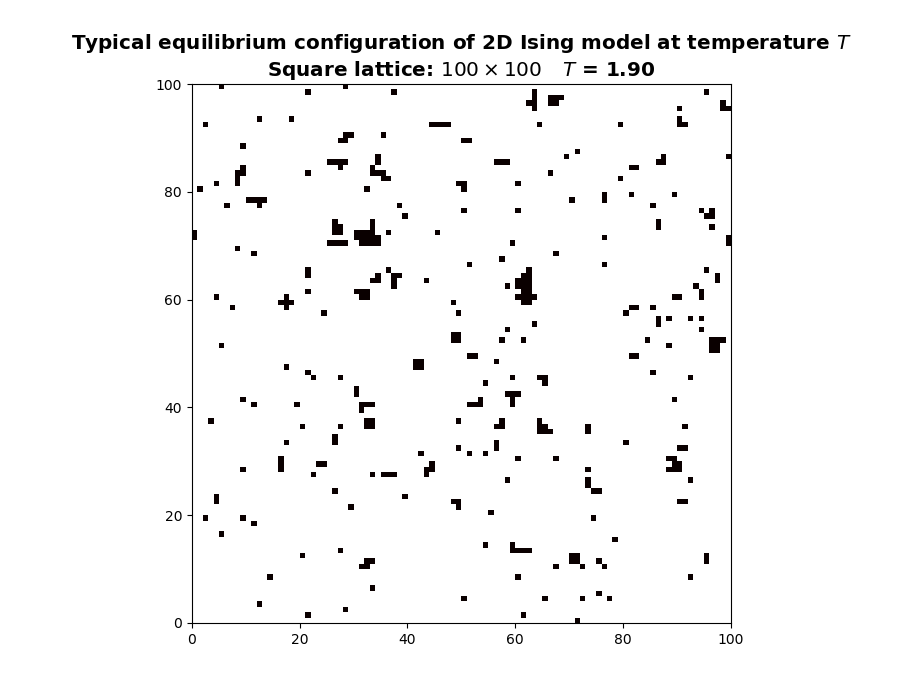 Typical equilibrium configuration of 2D Ising model at temperature T
Square lattice: 100 × 100 T = 1.90
100
80
60
40
20
0
0 20 40 60 80 100